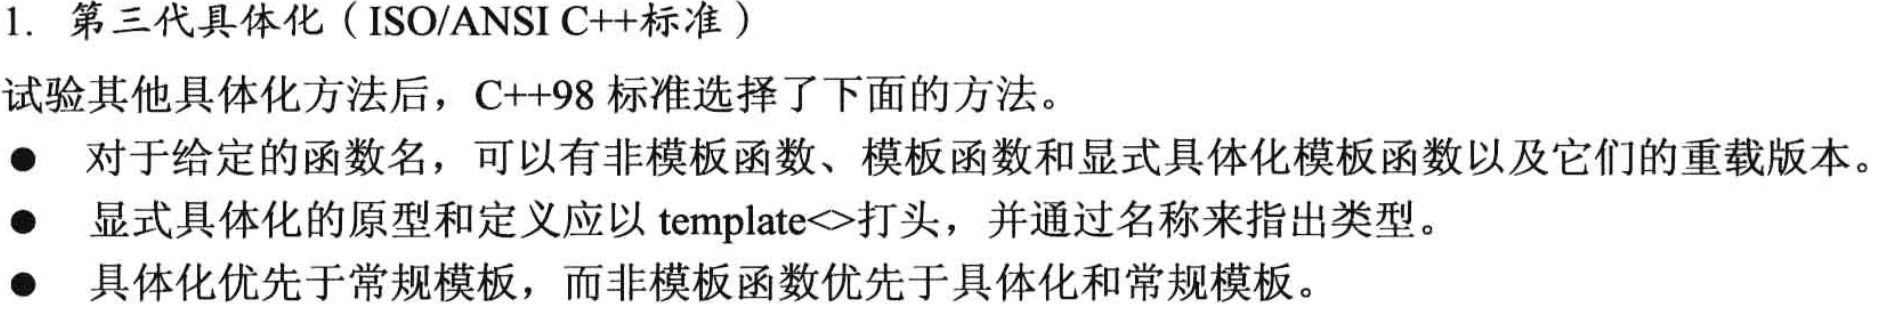 1. 第三代具体化（ISO/ANSI C++标准）
试验其他具体化方法后，C++98 标准选择了下面的方法。
● 对于给定的函数名，可以有非模板函数、模板函数和显式具体化模板函数以及它们的重载版本。
● 显式具体化的原型和定义应以 template<>打头，并通过名称来指出类型。
● 具体化优先于常规模板，而非模板函数优先于具体化和常规模板。